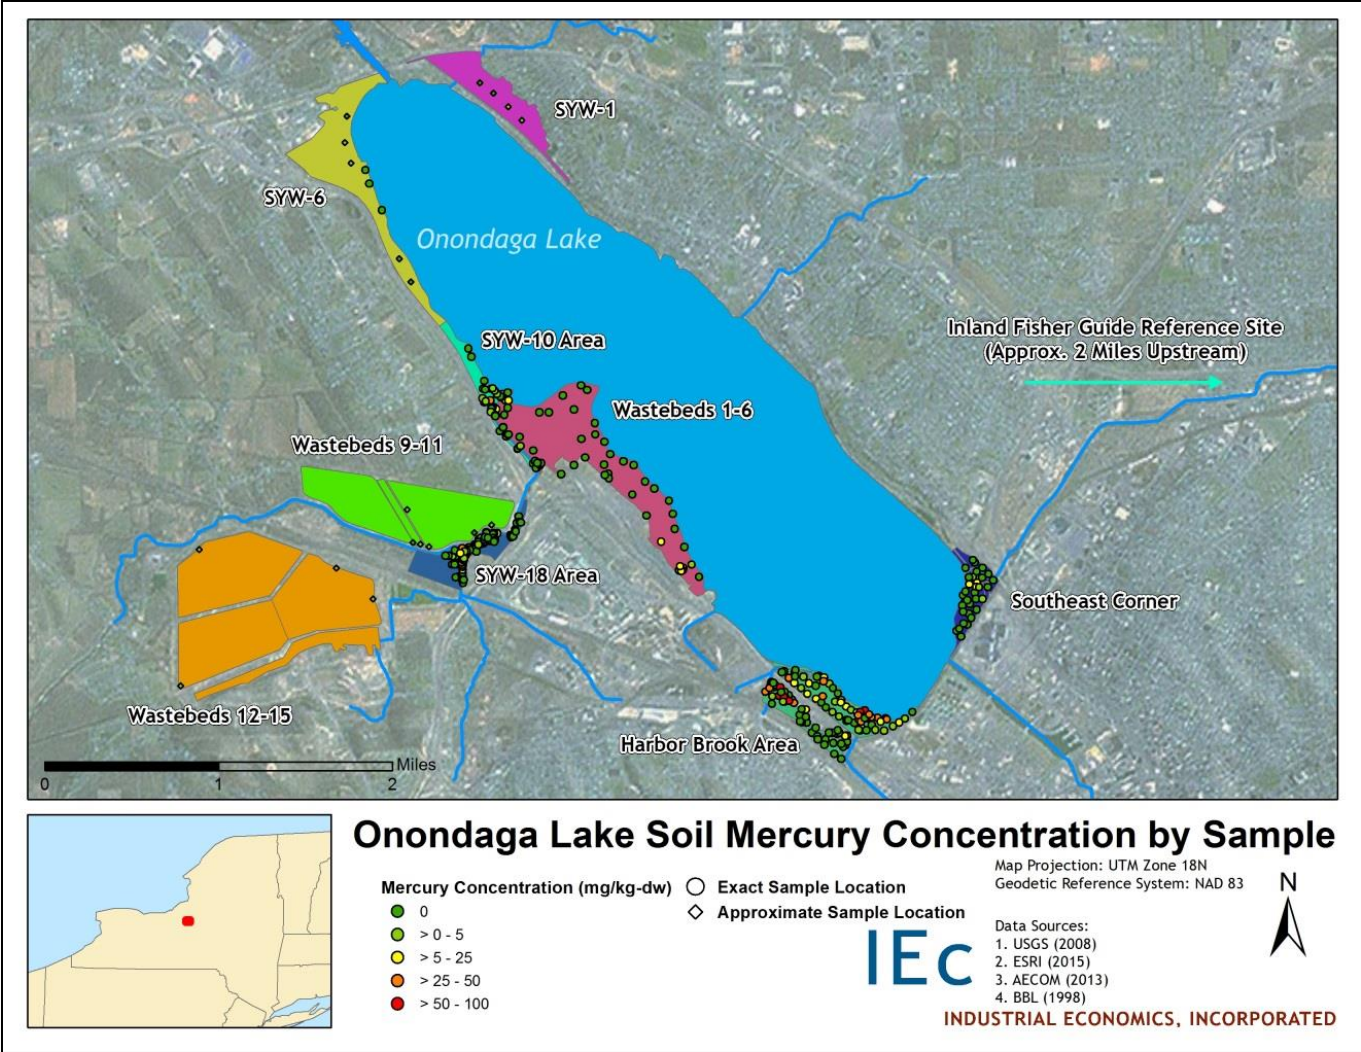 SYW-1
SYW-6
Onondaga Lake
SYW-10 Area
Inland Fisher Guide Reference Site
(Approx. 2 Miles Upstream)
Wastebeds 1-6
Wastebeds 9-11
SYW-18 Area
Southeast Corner
Wastebeds 12-15
Harbor Brook Area
Miles
0 1 2
Onondaga Lake Soil Mercury Concentration by Sample
Mercury Concentration (mg/kg-dw)
0
> 0 - 5
> 5 - 25
> 25 - 50
> 50 - 100
Exact Sample Location
Approximate Sample Location
Map Projection: UTM Zone 18N
Geodetic Reference System: NAD 83
N
Data Sources:
1. USGS (2008)
2. ESRI (2015)
3. AECOM (2013)
4. BBL (1998)
IEc
INDUSTRIAL ECONOMICS, INCORPORATED